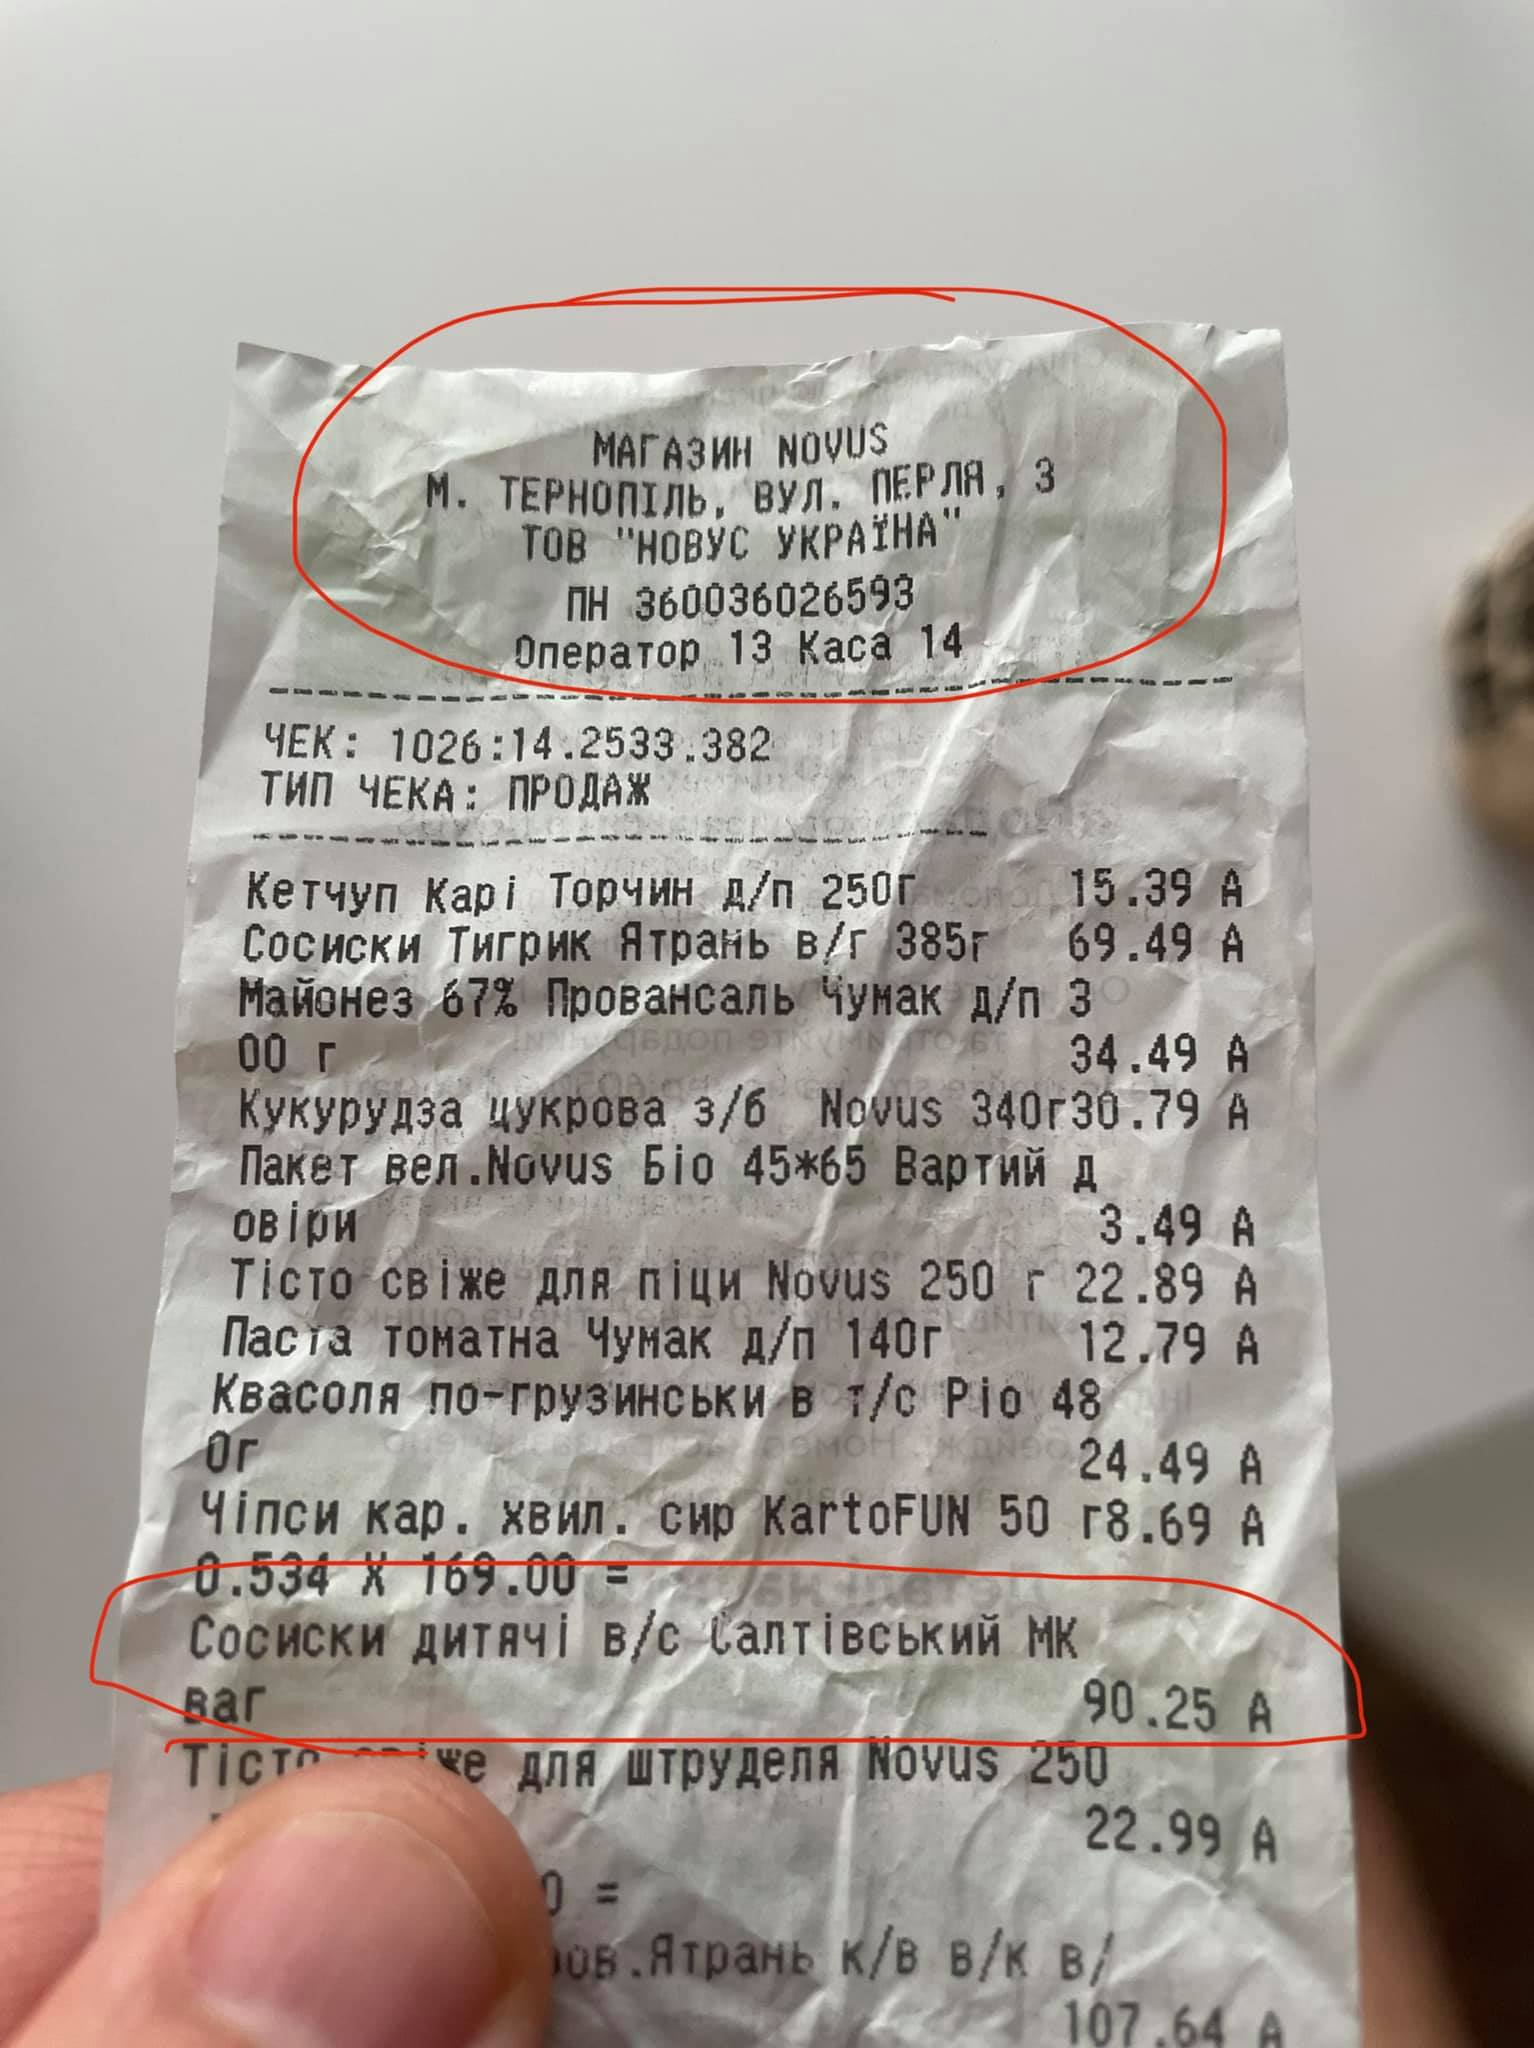 МАГАЗИН NOVUS
М. ТЕРНОПІЛЬ, ВУЛ. ПЕРЛЯ, 3
ТОВ "НОВУС УКРАЇНА"
ПН 360036026593
Оператор 13 Каса 14
ЧЕК: 1026:14.2533.382
ТИП ЧЕКА: ПРОДАЖ
Кетчуп Карі Торчин д/п 250г 15.39 А
Сосиски Тигрик Ятрань в/г 385г 69.49 А
Майонез 67% Провансаль Чумак д/п 3
00 г 34.49 А
Кукурудза цукрова з/б Novus 340г30.79 А
Пакет вел.Novus Біо 45*65 Вартий д
овіри 3.49 А
Тісто свіже для піци Novus 250 г 22.89 А
Паста томатна Чумак д/п 140г 12.79 А
Квасоля по-грузинськи в т/с Ріо 48
0г 24.49 А
Чіпси кар. хвил. сир KartoFUN 50 г8.69 А
0.534 X 169.00 =
Сосиски дитячі в/с Салтівський МК
ваг 90.25 А
Тісто свіже для штруделя Novus 250
22.99 А
0 =
ров.Ятрань к/в в/к в/
107.64 А